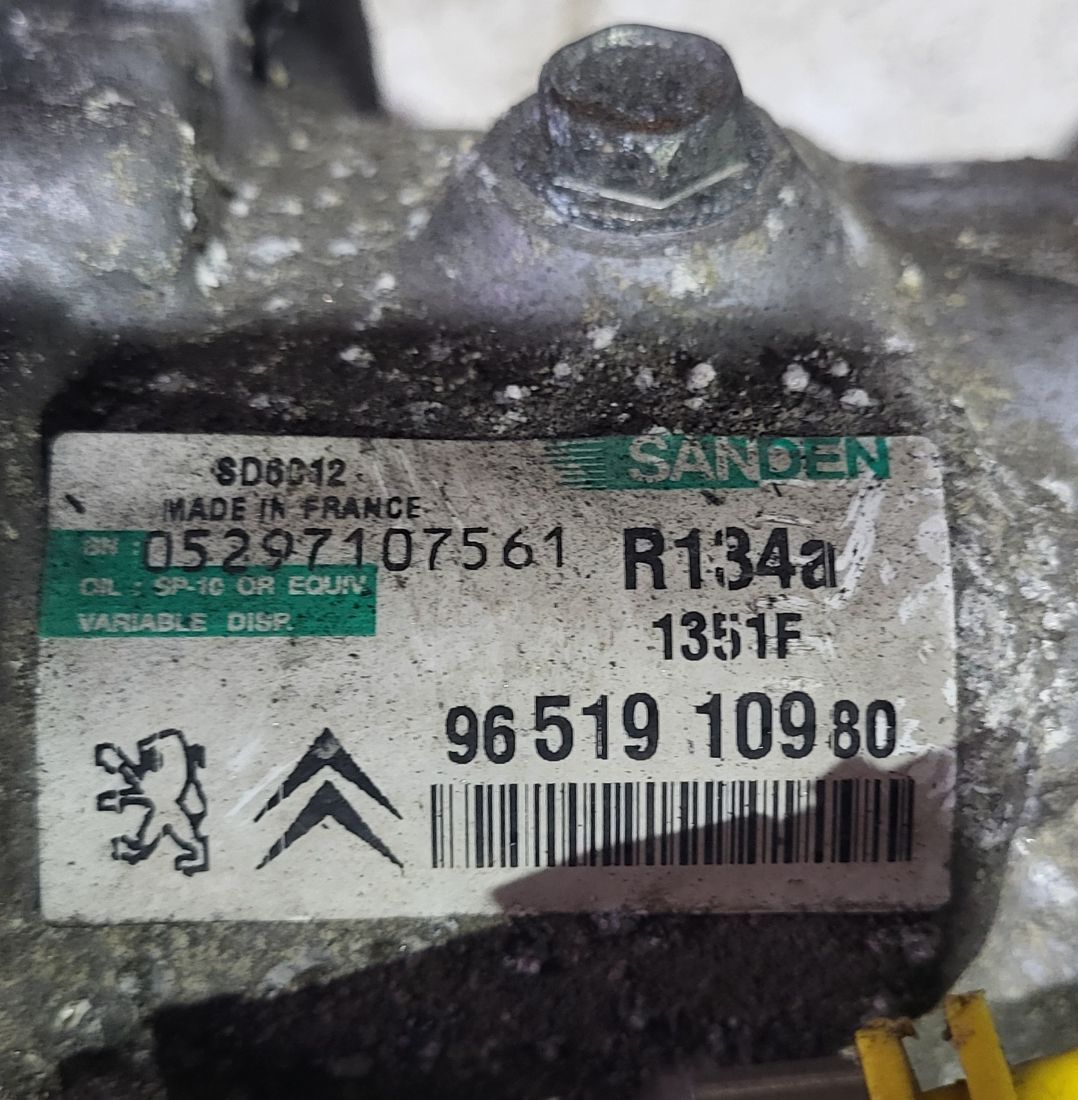 SANDEN
SD6C12
MADE IN FRANCE
SN : 05297107561
R134a
OIL : SP-10 OR EQUIV.
VARIABLE DISP.
1351F
96 519 109 80